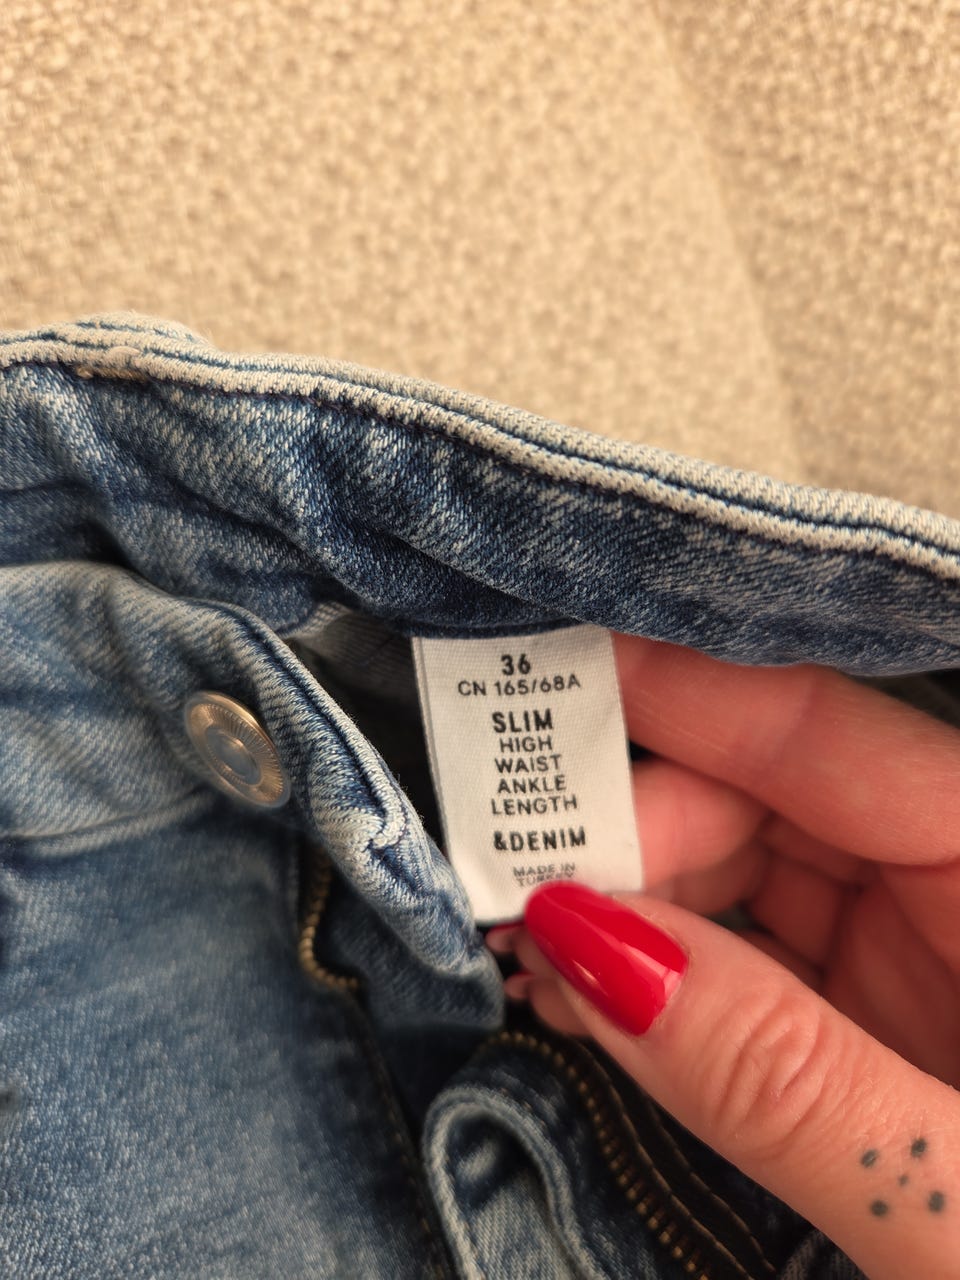 36
CN 165/68A
SLIM
HIGH
WAIST
ANKLE
LENGTH
&DENIM
MADE IN
TURKEY